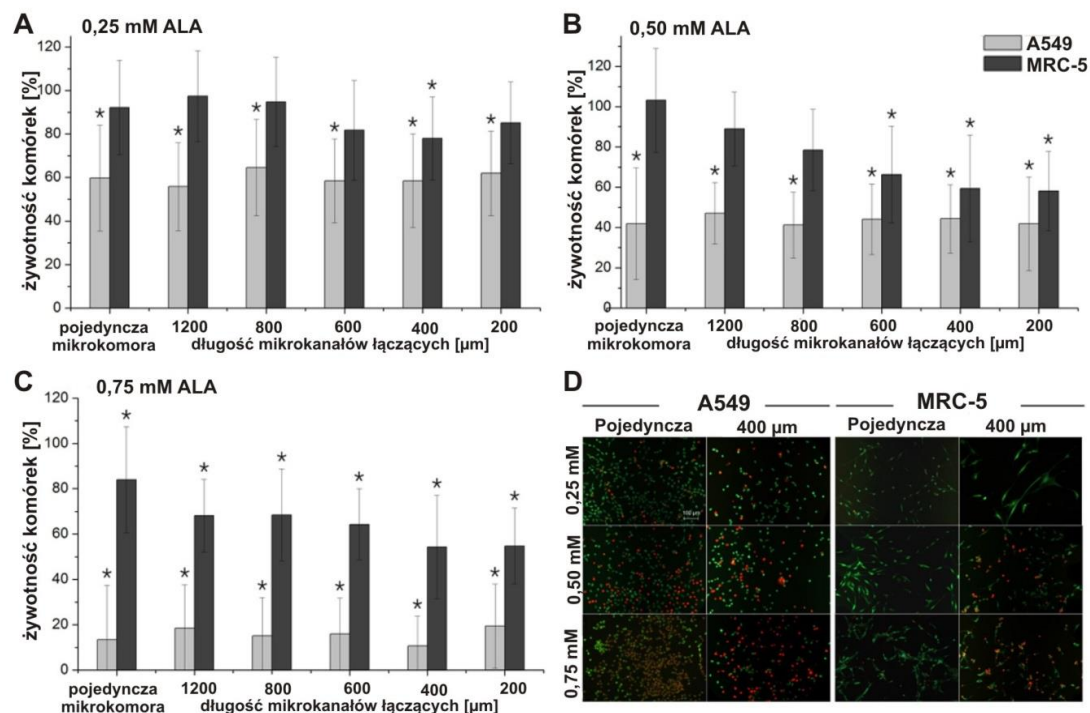 A
0,25 mM ALA
żywotność komórek [%]
120
100
80
60
40
20
0
* * * * * * *
pojedyncza mikrokomora
1200
800
600
400
200
długość mikrokanałów łączących [µm]
B
0,50 mM ALA
A549
MRC-5
żywotność komórek [%]
120
100
80
60
40
20
0
* * * * * * * * *
pojedyncza mikrokomora
1200
800
600
400
200
długość mikrokanałów łączących [µm]
C
0,75 mM ALA
żywotność komórek [%]
120
100
80
60
40
20
0
* * * * * * * * * * * *
pojedyncza mikrokomora
1200
800
600
400
200
długość mikrokanałów łączących [µm]
D
A549
MRC-5
Pojedyncza
400 µm
Pojedyncza
400 µm
0,25 mM
0,50 mM
0,75 mM
100 µm